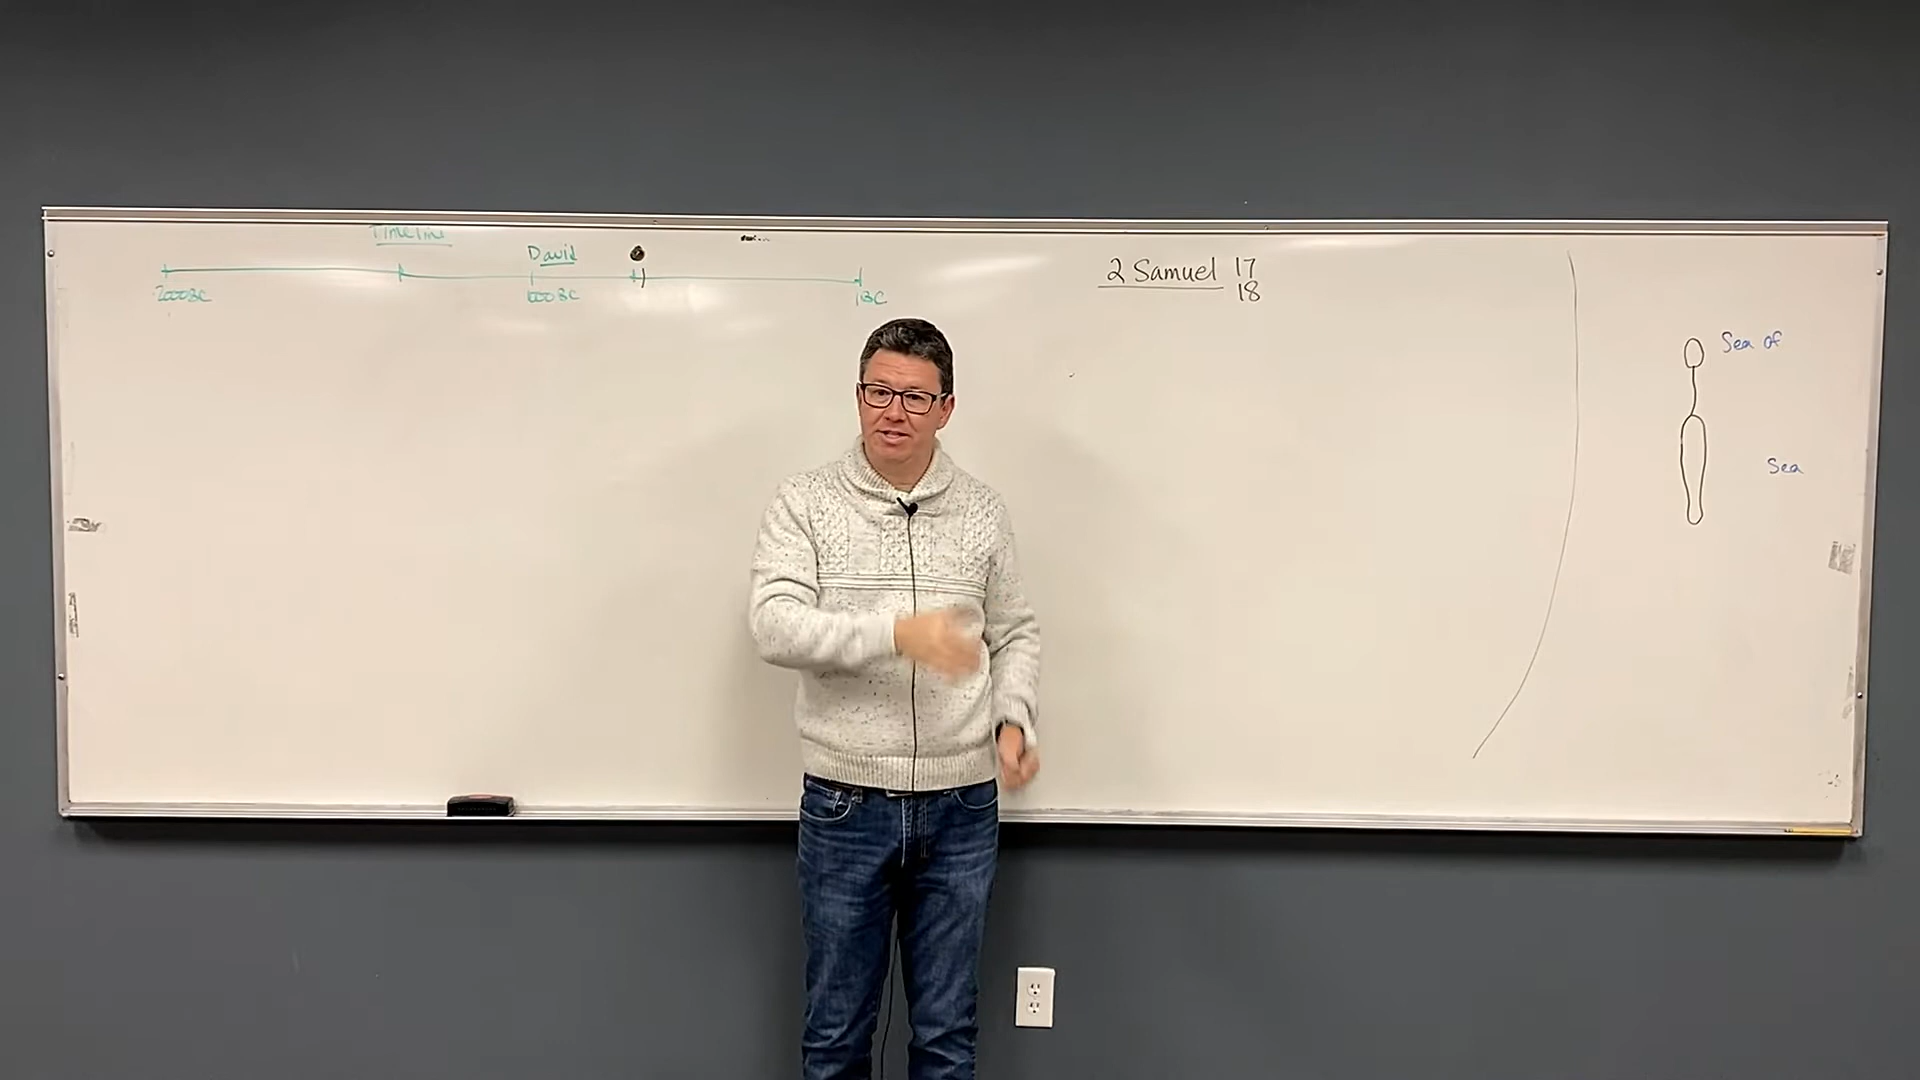 Timeline
David
2000BC
1000BC
1BC
2 Samuel 17
18
Sea of
Sea